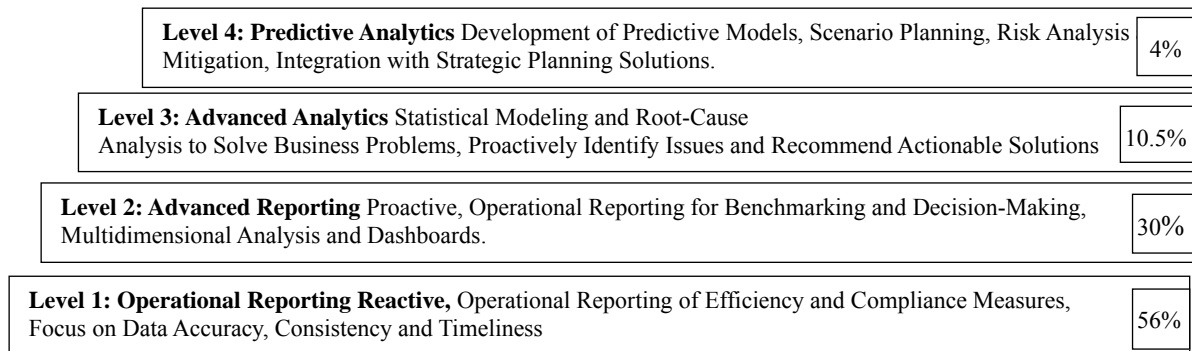 Level 4: Predictive Analytics Development of Predictive Models, Scenario Planning, Risk Analysis
Mitigation, Integration with Strategic Planning Solutions.
4%
Level 3: Advanced Analytics Statistical Modeling and Root-Cause
Analysis to Solve Business Problems, Proactively Identify Issues and Recommend Actionable Solutions
10.5%
Level 2: Advanced Reporting Proactive, Operational Reporting for Benchmarking and Decision-Making,
Multidimensional Analysis and Dashboards.
30%
Level 1: Operational Reporting Reactive, Operational Reporting of Efficiency and Compliance Measures,
Focus on Data Accuracy, Consistency and Timeliness
56%